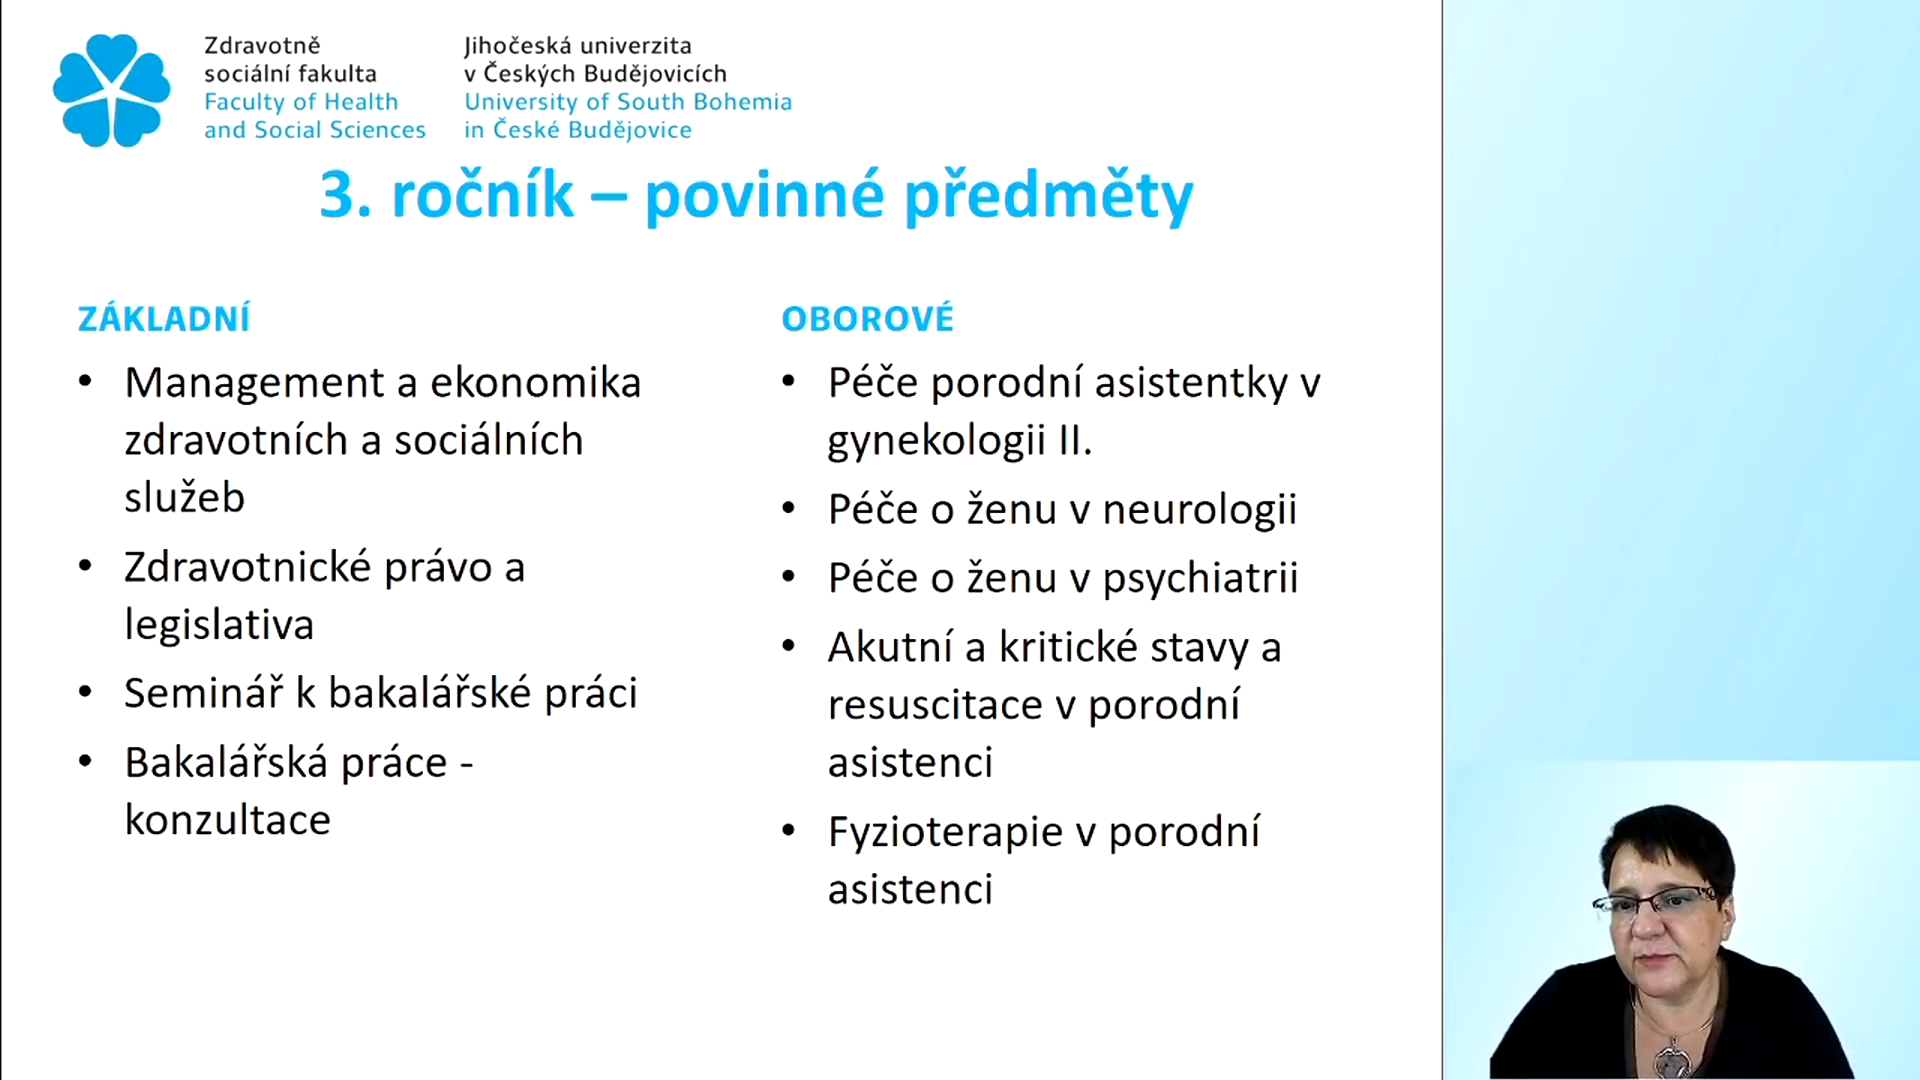 Zdravotně
sociální fakulta
Faculty of Health
and Social Sciences
Jihočeská univerzita
v Českých Budějovicích
University of South Bohemia
in České Budějovice
3. ročník – povinné předměty
ZÁKLADNÍ
• Management a ekonomika
zdravotních a sociálních
služeb
• Zdravotnické právo a
legislativa
• Seminář k bakalářské práci
• Bakalářská práce -
konzultace
OBOROVÉ
• Péče porodní asistentky v
gynekologii II.
• Péče o ženu v neurologii
• Péče o ženu v psychiatrii
• Akutní a kritické stavy a
resuscitace v porodní
asistenci
• Fyzioterapie v porodní
asistenci